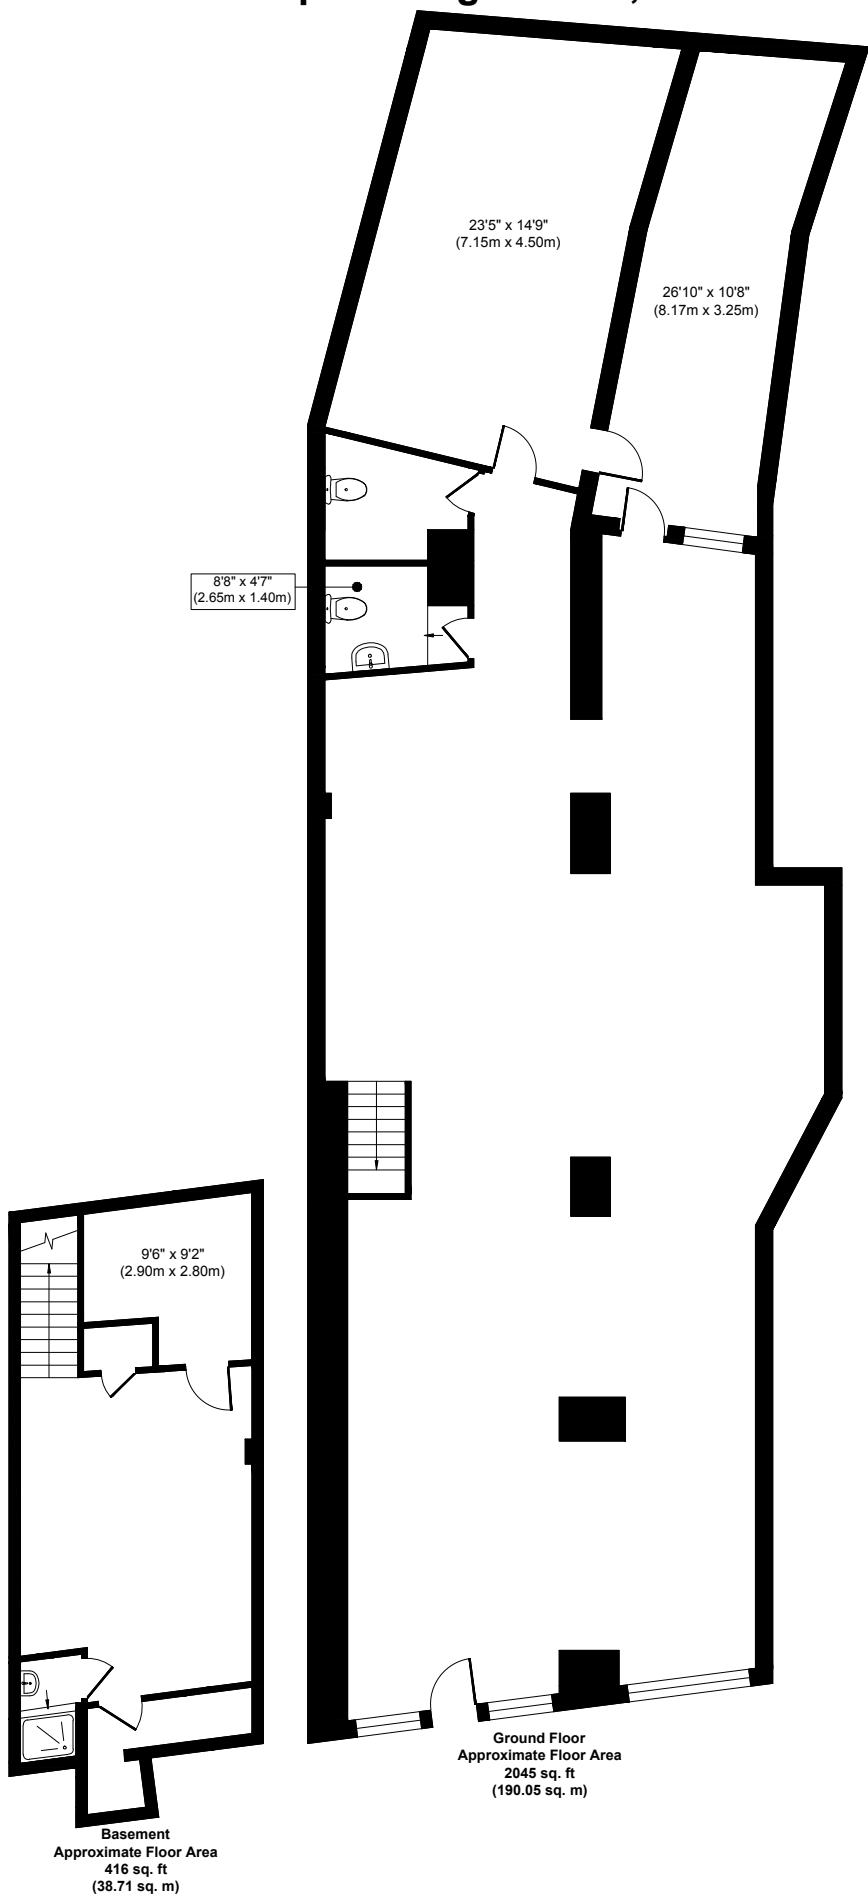 23'5" x 14'9"
(7.15m x 4.50m)
26'10" x 10'8"
(8.17m x 3.25m)
8'8" x 4'7"
(2.65m x 1.40m)
9'6" x 9'2"
(2.90m x 2.80m)
Ground Floor
Approximate Floor Area
2045 sq. ft
(190.05 sq. m)
Basement
Approximate Floor Area
416 sq. ft
(38.71 sq. m)